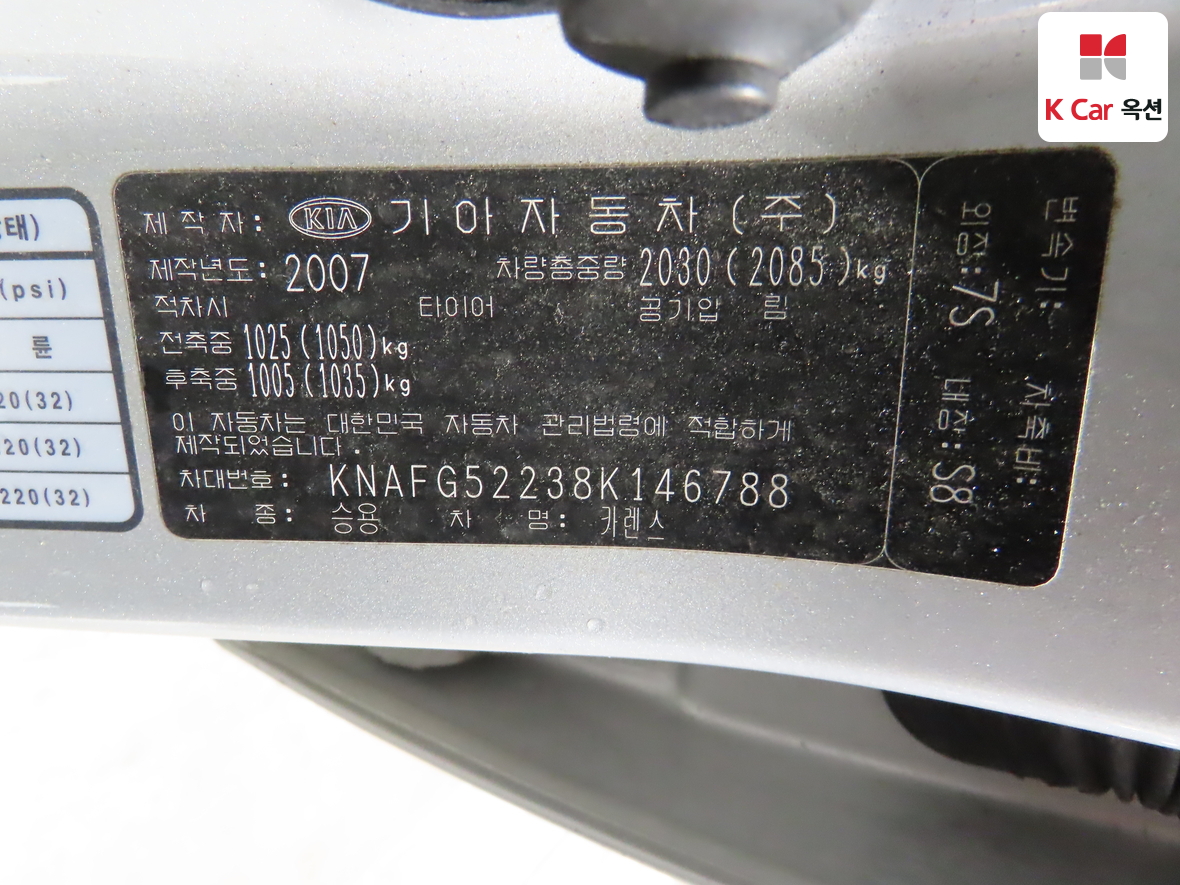 K Car 옥션
태)
(psi)
륜
20(32)
220(32)
220(32)
제 작 자 : KIA 기 아 자 동 차 ( 주 )
제작년도 : 2007 차량총중량 2030 ( 2085 ) kg
적차시 타이어 공기압 림
전축중 1025 (1050) kg
후축중 1005 (1035) kg
이 자동차는 대한민국 자동차 관리법령에 적합하게
제작되었습니다 .
차대번호 : KNAFG52238K146788
차 종 : 승용 차 명 : 카렌스
변속기 : 차축비 :
외장 : 7S 내장 : S8